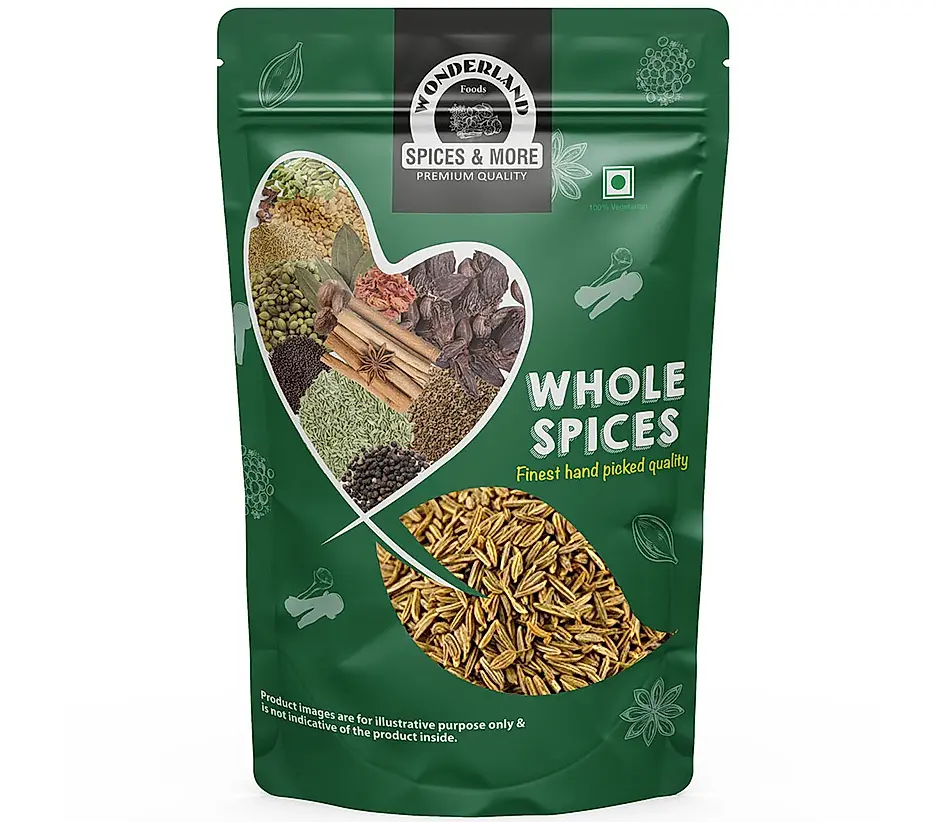 WONDERLAND
Foods
SPICES & MORE
PREMIUM QUALITY
100% Vegetarian
WHOLE
SPICES
Finest hand picked quality
Product images are for illustrative purpose only &
is not indicative of the product inside.